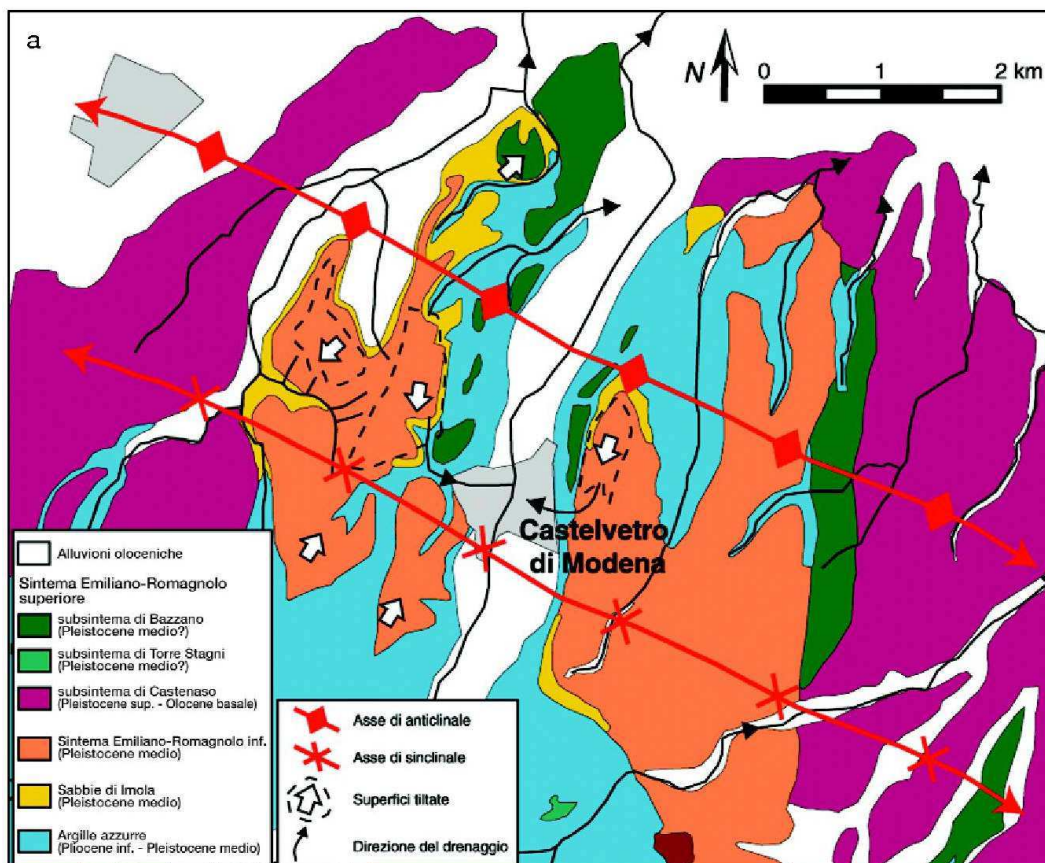 a
N
0 1 2 km
Castelvetro
di Modena
Alluvioni oloceniche
Sintema Emiliano-Romagnolo
superiore
subsintema di Bazzano
(Pleistocene medio?)
subsintema di Torre Stagni
(Pleistocene medio?)
subsintema di Castenaso
(Pleistocene sup. - Olocene basale)
Sintema Emiliano-Romagnolo inf.
(Pleistocene medio)
Sabbie di Imola
(Pleistocene medio)
Argille azzurre
(Pliocene inf. - Pleistocene medio)
Asse di anticlinale
Asse di sinclinale
Superfici tiltate
Direzione del drenaggio